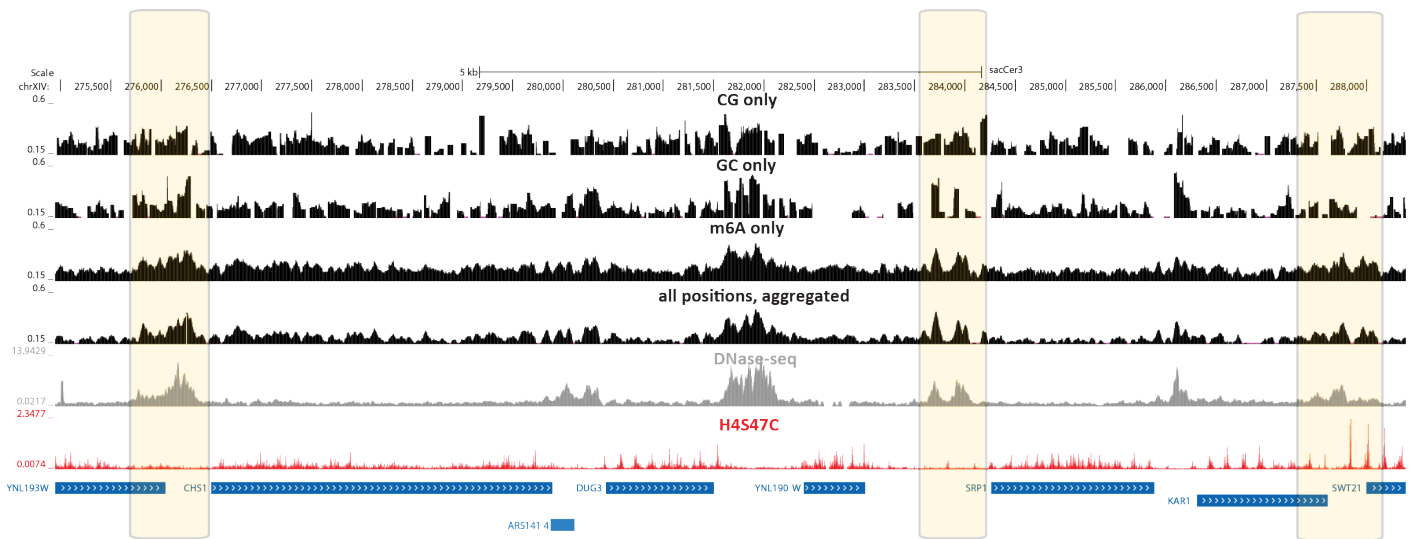 Scale 5 kb sacCer3
chrXIV: 275,500 276,000 276,500 277,000 277,500 278,000 278,500 279,000 279,500 280,000 280,500 281,000 281,500 282,000 282,500 283,000 283,500 284,000 284,500 285,000 285,500 286,000 286,500 287,000 287,500 288,000
0.6
CG only
0.15
0.6
GC only
0.15
0.6
m6A only
0.15
0.6
all positions, aggregated
0.15
13.9429
DNase-seq
0.0217
2.3477
H4S47C
0.0074
YNL193W CHS1 DUG3 YNL190 W SRP1 SWT21
KAR1
ARS141 4